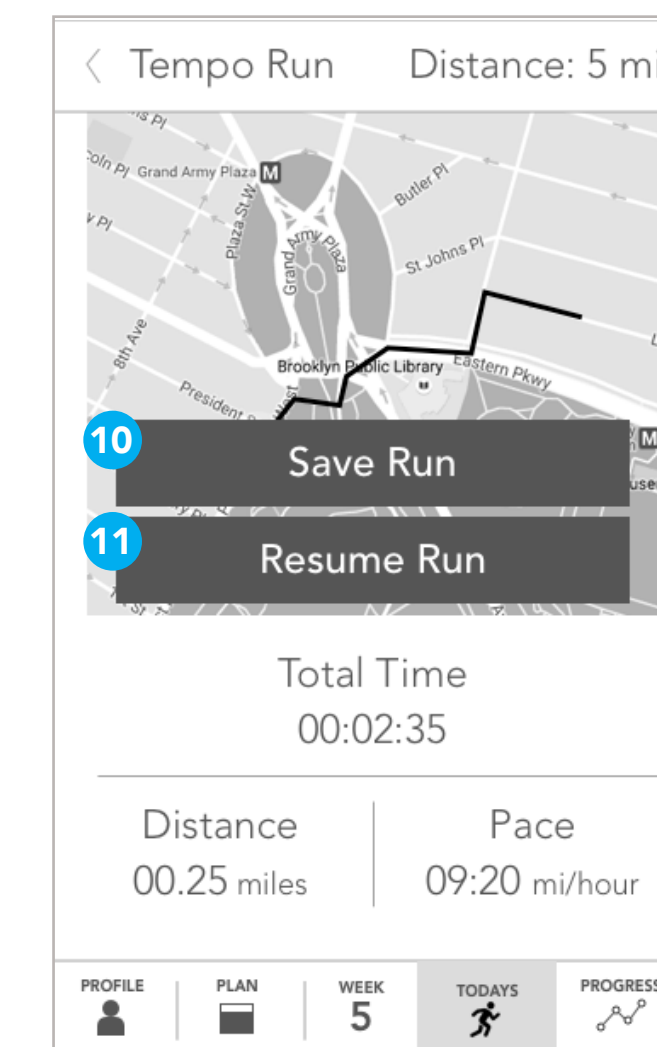 Tempo Run Distance: 5 mi
Grand Army Plaza M
Butler Pl
Plaza St W
Grand Army Plaza
St Johns Pl
8th Ave
Brooklyn Public Library
Eastern Pkwy
President
M
10 Save Run
11 Resume Run
Total Time
00:02:35
Distance Pace
00.25 miles 09:20 mi/hour
PROFILE PLAN WEEK TODAYS PROGRESS
5